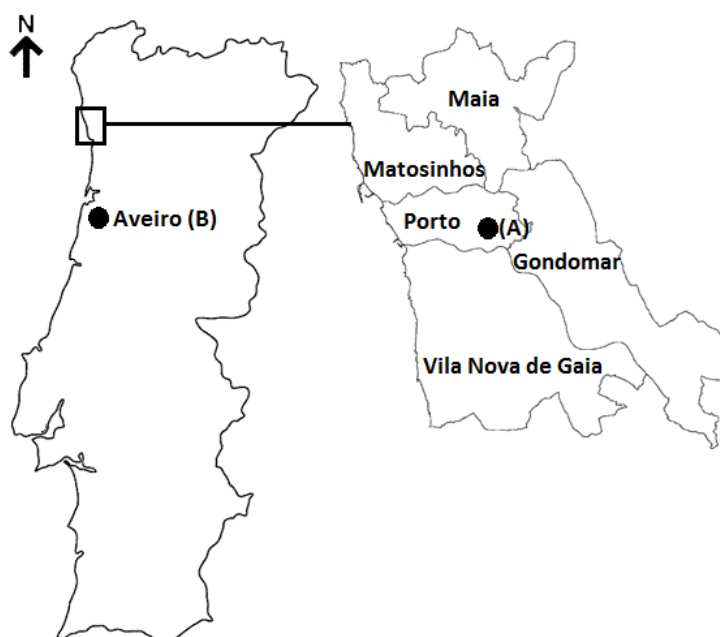 N
Maia
Matosinhos
Porto
(A)
Aveiro (B)
Gondomar
Vila Nova de Gaia